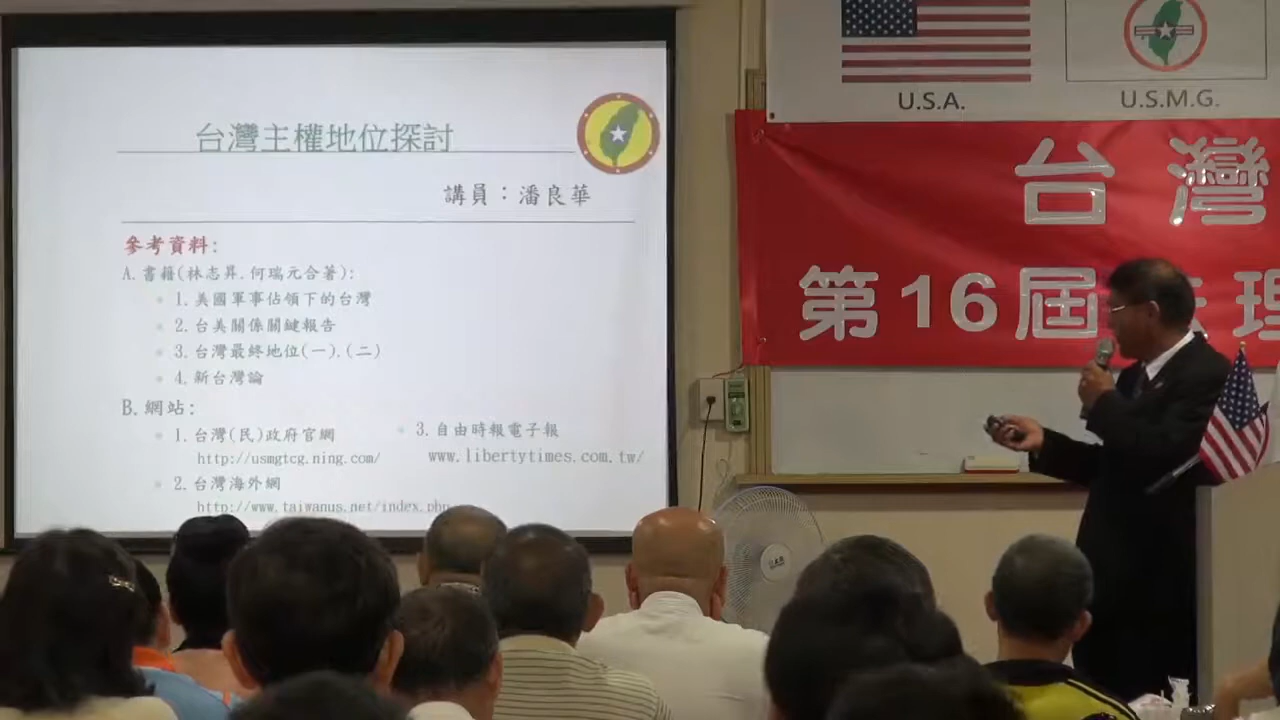 台灣主權地位探討
講員：潘良華
參考資料:
A.書籍(林志昇.何瑞元合著):
1.美國軍事佔領下的台灣
2.台美關係關鍵報告
3.台灣最終地位(一).(二)
4.新台灣論
B.網站:
1.台灣(民)政府官網
http://usmgtcg.ning.com/
2.台灣海外網
http://www.taiwanus.net/index.php
3.自由時報電子報
www.libertytimes.com.tw/
U.S.A.
U.S.M.G.
台灣
第16屆
理